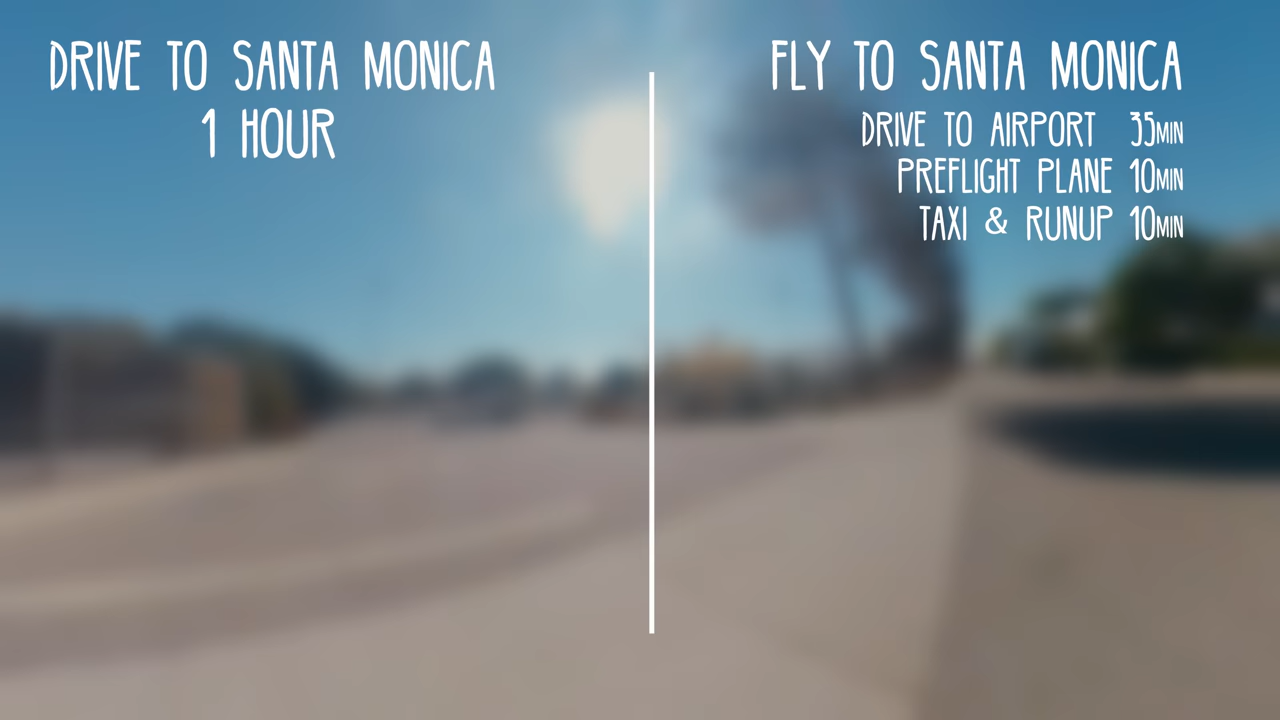 DRIVE TO SANTA MONICA
1 HOUR
FLY TO SANTA MONICA
DRIVE TO AIRPORT 35MIN
PREFLIGHT PLANE 10MIN
TAXI & RUNUP 10MIN